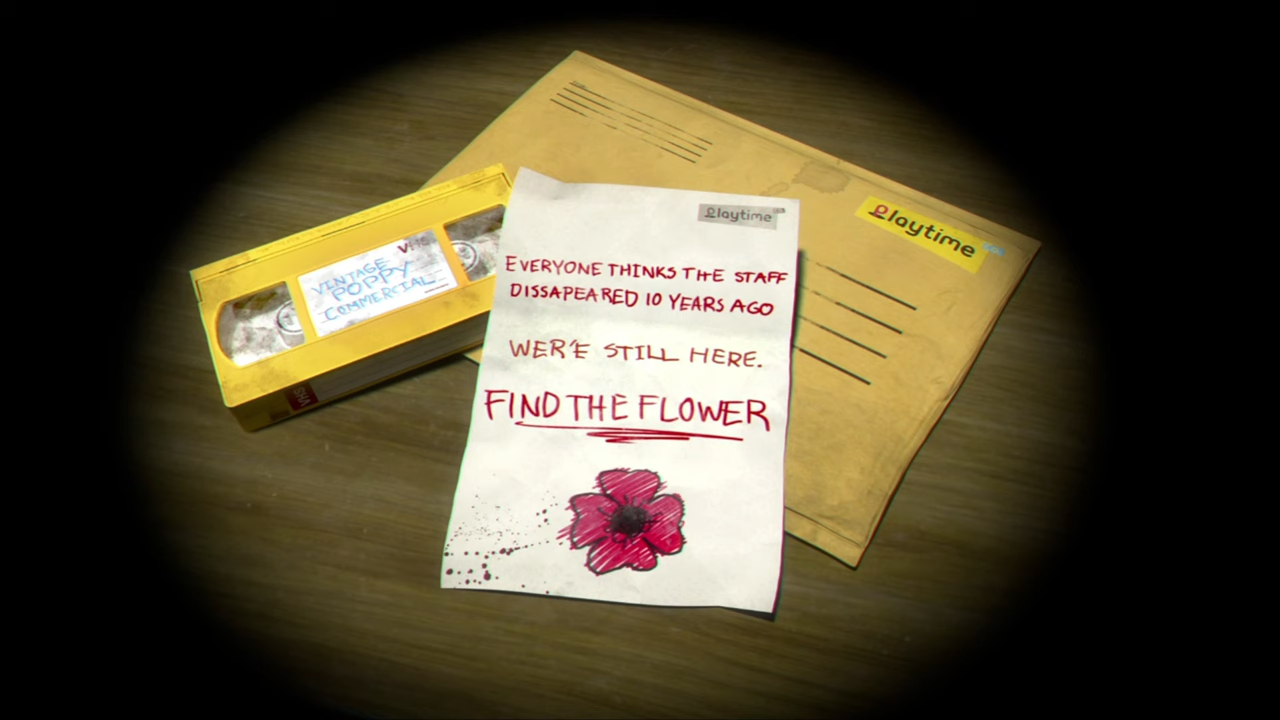 VHS
VINTAGE
POPPY
COMMERCIAL
VHS
Playtime
EVERYONE THINKS THE STAFF
DISSAPEARED 10 YEARS AGO
WER'E STILL HERE.
FIND THE FLOWER
Playtime